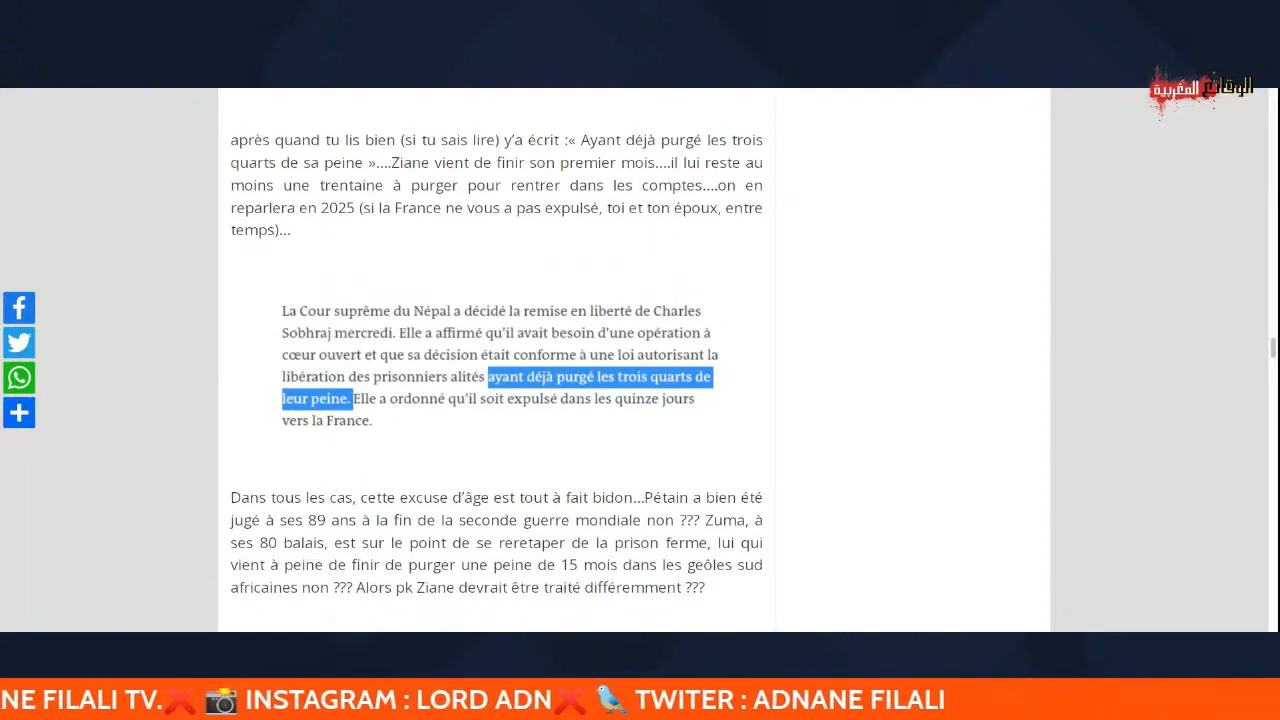 الوقائع المغربية
après quand tu lis bien (si tu sais lire) y’a écrit :« Ayant déjà purgé les trois
quarts de sa peine »....Ziane vient de finir son premier mois....il lui reste au
moins une trentaine à purger pour rentrer dans les comptes....on en
reparlera en 2025 (si la France ne vous a pas expulsé, toi et ton époux, entre
temps)...
La Cour suprême du Népal a décidé la remise en liberté de Charles
Sobhraj mercredi. Elle a affirmé qu’il avait besoin d’une opération à
cœur ouvert et que sa décision était conforme à une loi autorisant la
libération des prisonniers alités ayant déjà purgé les trois quarts de
leur peine. Elle a ordonné qu’il soit expulsé dans les quinze jours
vers la France.
Dans tous les cas, cette excuse d’âge est tout à fait bidon...Pétain a bien été
jugé à ses 89 ans à la fin de la seconde guerre mondiale non ??? Zuma, à
ses 80 balais, est sur le point de se reretaper de la prison ferme, lui qui
vient à peine de finir de purger une peine de 15 mois dans les geôles sud
africaines non ??? Alors pk Ziane devrait être traité différemment ???
NE FILALI TV.❌ 📸 INSTAGRAM : LORD ADN❌ 🐦 TWITER : ADNANE FILALI